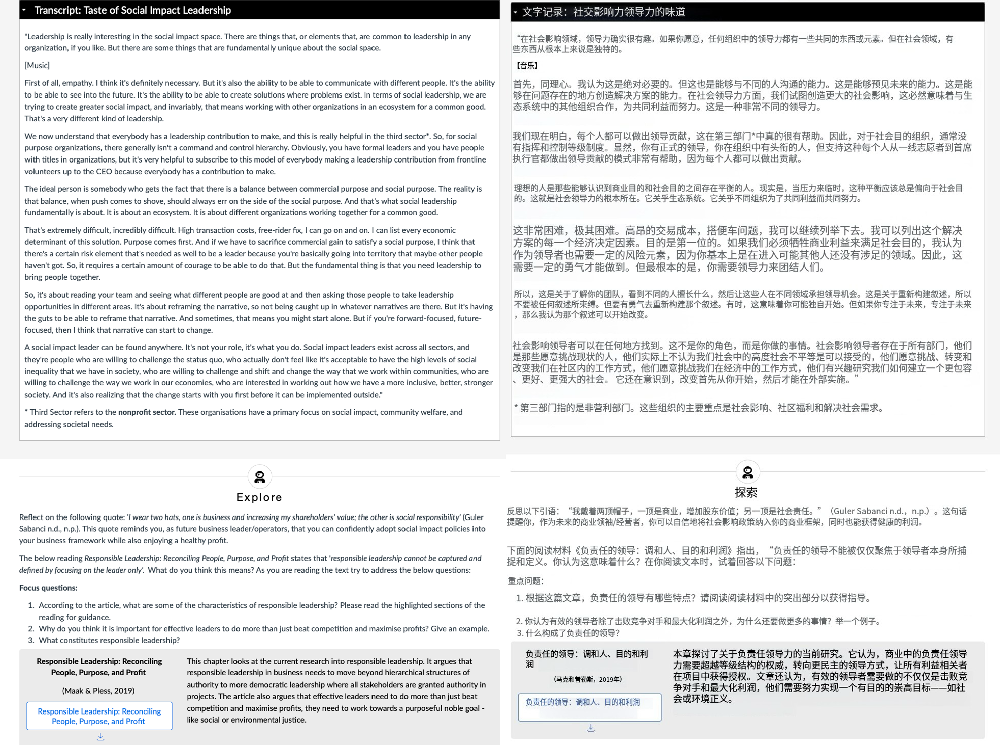 Transcript: Taste of Social Impact Leadership
"Leadership is really interesting in the social impact space. There are things that, or elements that, are common to leadership in any
organization, if you like. But there are some things that are fundamentally unique about the social space.
[Music]
First of all, empathy. I think it's definitely necessary. But it's also the ability to be able to communicate with different people. It's the ability
to be able to see into the future. It's the ability to be able to create solutions where problems exist. In terms of social leadership, we are
trying to create greater social impact, and invariably, that means working with other organizations in an ecosystem for a common good.
That's a very different kind of leadership.
We now understand that everybody has a leadership contribution to make, and this is really helpful in the third sector*. So, for social
purpose organizations, there generally isn't a command and control hierarchy. Obviously, you have formal leaders and you have people
with titles in organizations, but it's very helpful to subscribe to this model of everybody making a leadership contribution from frontline
volunteers up to the CEO because everybody has a contribution to make.
The ideal person is somebody who gets the fact that there is a balance between commercial purpose and social purpose. The reality is
that balance, when push comes to shove, should always err on the side of the social purpose. And that's what social leadership
fundamentally is about. It is about an ecosystem. It is about different organizations working together for a common good.
That's extremely difficult, incredibly difficult. High transaction costs, free-rider fix, I can go on and on. I can list every economic
determinant of this solution. Purpose comes first. And if we have to sacrifice commercial gain to satisfy a social purpose, I think that
there's a certain risk element that's needed as well to be a leader because you're basically going into territory that maybe other people
haven't got. So, it requires a certain amount of courage to be able to do that. But the fundamental thing is that you need leadership to
bring people together.
So, it's about reading your team and seeing what different people are good at and then asking those people to take leadership
opportunities in different areas. It's about reframing the narrative, so not being caught up in whatever narratives are there. But it's having
the guts to be able to reframe that narrative. And sometimes, that means you might start alone. But if you're forward-focused, future-
focused, then I think that narrative can start to change.
A social impact leader can be found anywhere. It's not your role, it's what you do. Social impact leaders exist across all sectors, and
they're people who are willing to challenge the status quo, who actually don't feel like it's acceptable to have the high levels of social
inequality that we have in society, who are willing to challenge and shift and change the way that we work within communities, who are
willing to challenge the way we work in our economies, who are interested in working out how we have a more inclusive, better, stronger
society. And it's also realizing that the change starts with you first before it can be implemented outside."
* Third Sector refers to the nonprofit sector. These organisations have a primary focus on social impact, community welfare, and
addressing societal needs.
文字记录：社交影响力领导力的味道
“在社会影响领域，领导力确实很有趣。如果你愿意，任何组织中的领导力都有一些共同的东西或元素。但在社会领域，有
些东西从根本上来说是独特的。
【音乐】
首先，同理心。我认为这是绝对必要的。但这也是能够与不同的人沟通的能力。这是能够预见未来的能力。这是能
够在问题存在的地方创造解决方案的能力。在社会领导力方面，我们试图创造更大的社会影响，这必然意味着与生
态系统中的其他组织合作，为共同利益而努力。这是一种非常不同的领导力。
我们现在明白，每个人都可以做出领导贡献，这在第三部门*中真的很有帮助。因此，对于社会目的组织，通常没
有指挥和控制等级制度。显然，你有正式的领导，你在组织中有头衔的人，但支持这种每个人从一线志愿者到首席
执行官都做出领导贡献的模式非常有帮助，因为每个人都可以做出贡献。
理想的人是那些能够认识到商业目的和社会目的之间存在平衡的人。现实是，当压力来临时，这种平衡应该总是偏向于社会目
的。这就是社会领导力的根本所在。它关乎生态系统。它关乎不同组织为了共同利益而共同努力。
这非常困难，极其困难。高昂的交易成本，搭便车问题，我可以继续列举下去。我可以列出这个解决
方案的每一个经济决定因素。目的是第一位的。如果我们必须牺牲商业利益来满足社会目的，我认为
作为领导者也需要一定的风险元素，因为你基本上是在进入可能其他人还没有涉足的领域。因此，这
需要一定的勇气才能做到。但最根本的是，你需要领导力来团结人们。
所以，这是关于了解你的团队，看到不同的人擅长什么，然后让这些人在不同领域承担领导机会。这是关于重新构建叙述，所以
不要被任何叙述所束缚。但要有勇气去重新构建那个叙述。有时，这意味着你可能独自开始。但如果你专注于未来，专注于未来
，那么我认为那个叙述可以开始改变。
社会影响领导者可以在任何地方找到。这不是你的角色，而是你做的事情。社会影响领导者存在于所有部门，他们
是那些愿意挑战现状的人，他们实际上不认为我们社会中的高度社会不平等是可以接受的，他们愿意挑战、转变和
改变我们在社区内的工作方式，他们愿意挑战我们在经济中的工作方式，他们有兴趣研究我们如何建立一个更包容
、更好、更强大的社会。 它还在意识到，改变首先从你开始，然后才能在外部实施。”
* 第三部门指的是非营利部门。这些组织的主要重点是社会影响、社区福利和解决社会需求。
Explore
Reflect on the following quote: 'I wear two hats, one is business and increasing my shareholders' value; the other is social responsibility' (Guler
Sabanci n.d., n.p.). This quote reminds you, as future business leader/operators, that you can confidently adopt social impact policies into
your business framework while also enjoying a healthy profit.
The below reading Responsible Leadership: Reconciling People, Purpose, and Profit states that 'responsible leadership cannot be captured and
defined by focusing on the leader only'. What do you think this means? As you are reading the text try to address the below questions:
Focus questions:
1. According to the article, what are some of the characteristics of responsible leadership? Please read the highlighted sections of the
reading for guidance.
2. Why do you think it is important for effective leaders to do more than just beat competition and maximise profits? Give an example.
3. What constitutes responsible leadership?
Responsible Leadership: Reconciling
People, Purpose, and Profit
(Maak & Pless, 2019)
Responsible Leadership: Reconciling
People, Purpose, and Profit
This chapter looks at the current research into responsible leadership. It argues that
responsible leadership in business needs to move beyond hierarchical structures of
authority to more democratic leadership where all stakeholders are granted authority in
projects. The article also argues that effective leaders need to do more than just beat
competition and maximise profits, they need to work towards a purposeful noble goal -
like social or environmental justice.
探索
反思以下引语：“我戴着两顶帽子，一顶是商业，增加股东价值；另一顶是社会责任。”（Guler Sabanci n.d.，n.p.）。这句话
提醒你，作为未来的商业领袖/经营者，你可以自信地将社会影响政策纳入你的商业框架，同时也能获得健康的利润。
下面的阅读材料《负责任的领导：调和人、目的和利润》指出，“负责任的领导不能被仅仅聚焦于领导者本身所捕
捉和定义。你认为这意味着什么？在你阅读文本时，试着回答以下问题：
重点问题：
1. 根据这篇文章，负责任的领导有哪些特点？请阅读阅读材料中的突出部分以获得指导。
2. 你认为有效的领导者除了击败竞争对手和最大化利润之外，为什么还要做更多的事情？举一个例子。
3. 什么构成了负责任的领导？
负责任的领导：调和人、目的和利
润
（马克和普勒斯，2019年）
负责任的领导：调和人、目的和利润
本章探讨了关于负责任领导力的当前研究。它认为，商业中的负责任领导
力需要超越等级结构的权威，转向更民主的领导方式，让所有利益相关者
在项目中获得授权。文章还认为，有效的领导者需要做的不仅仅是击败竞
争对手和最大化利润，他们需要努力实现一个有目的的崇高目标——如社
会或环境正义。